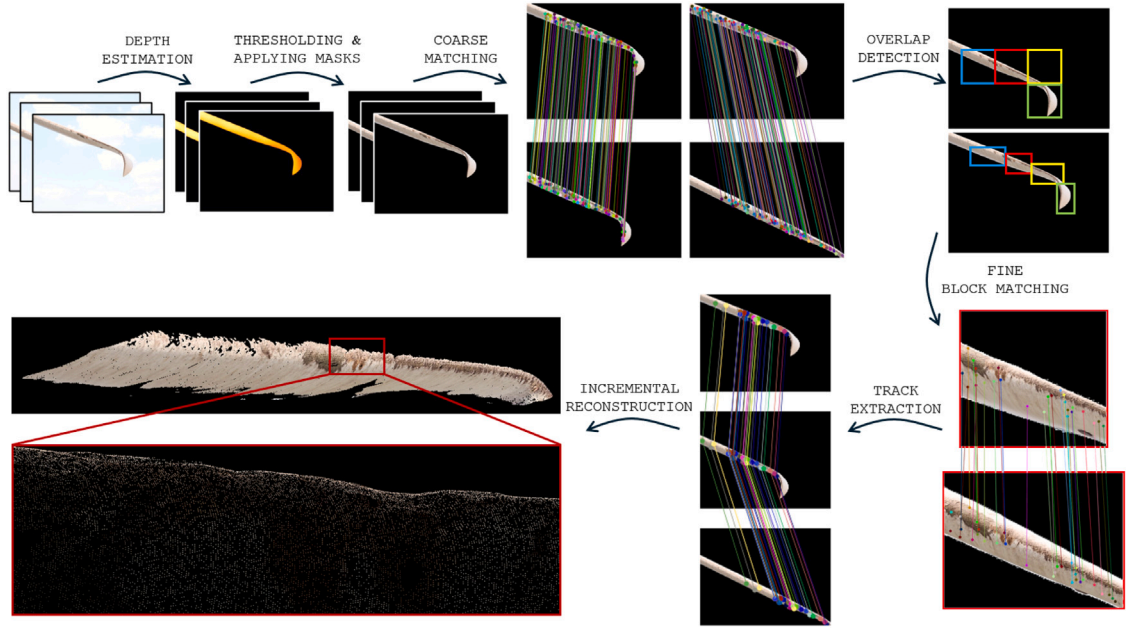 DEPTH
ESTIMATION
THRESHOLDING &
APPLYING MASKS
COARSE
MATCHING
OVERLAP
DETECTION
FINE
BLOCK MATCHING
TRACK
EXTRACTION
INCREMENTAL
RECONSTRUCTION